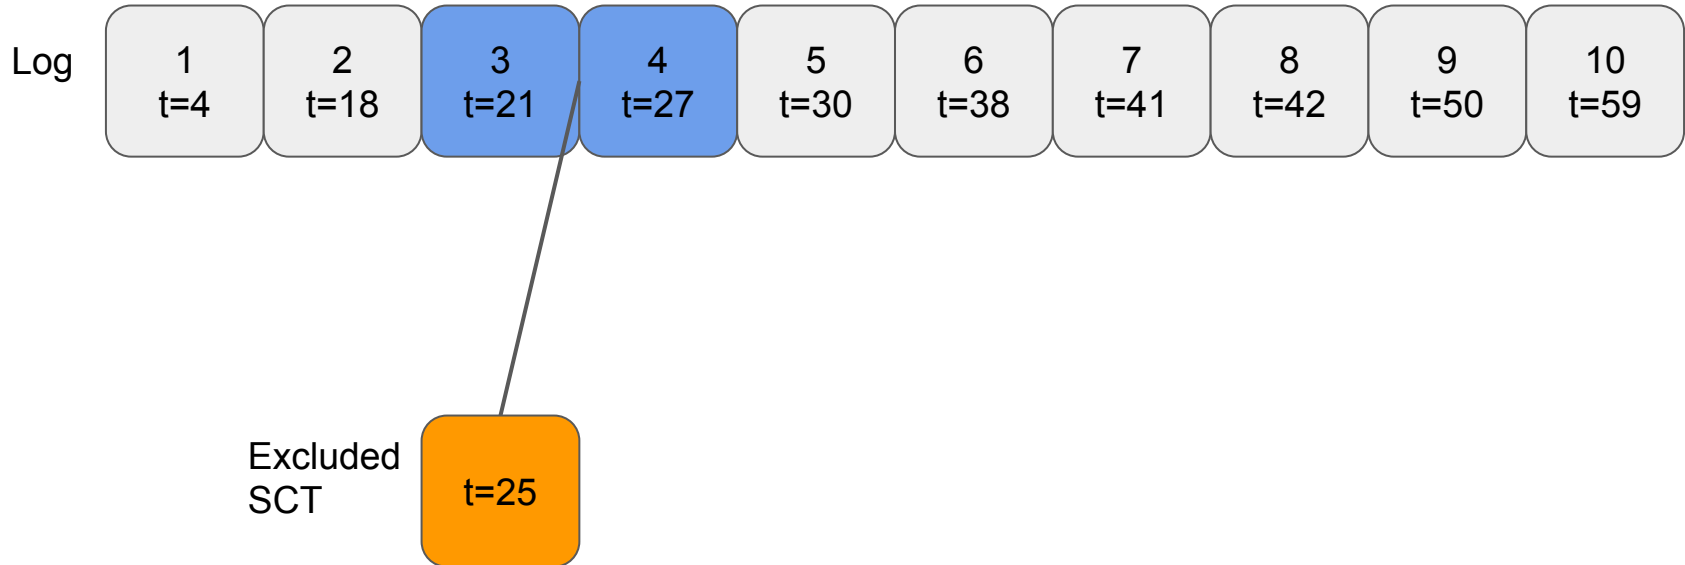 Log
1
t=4
2
t=18
3
t=21
4
t=27
5
t=30
6
t=38
7
t=41
8
t=42
9
t=50
10
t=59
Excluded
SCT
t=25